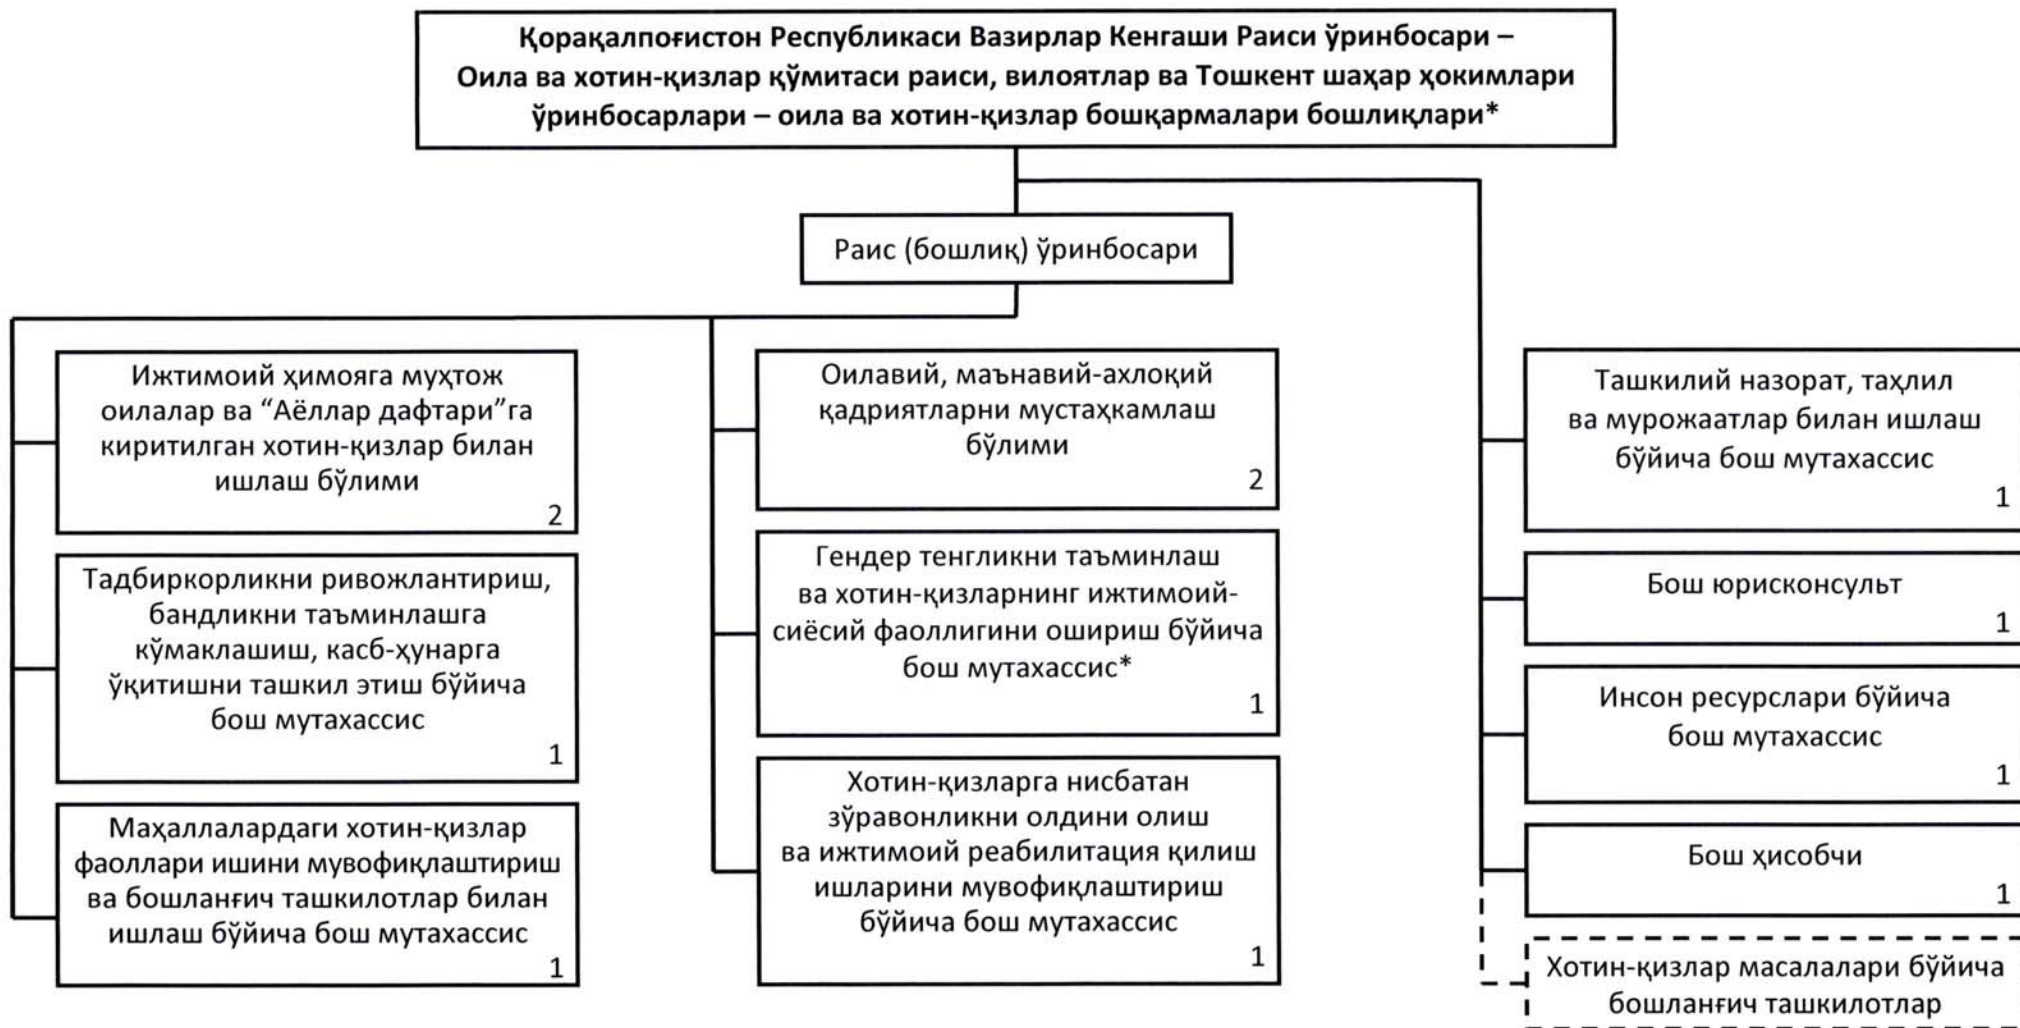 Қорақалпоғистон Республикаси Вазирлар Кенгаши Раиси ўринбосари –
Оила ва хотин-қизлар қўмитаси раиси, вилоятлар ва Тошкент шаҳар ҳокимлари
ўринбосарлари – оила ва хотин-қизлар бошқармалари бошлиқлари*
Раис (бошлиқ) ўринбосари
Ижтимоий ҳимояга муҳтож
оилалар ва “Аёллар дафтари”га
киритилган хотин-қизлар билан
ишлаш бўлими
2
Тадбиркорликни ривожлантириш,
бандликни таъминлашга
кўмаклашиш, касб-ҳунарга
ўқитишни ташкил этиш бўйича
бош мутахассис
1
Маҳаллалардаги хотин-қизлар
фаоллари ишини мувофиқлаштириш
ва бошланғич ташкилотлар билан
ишлаш бўйича бош мутахассис
1
Оилавий, маънавий-ахлоқий
қадриятларни мустаҳкамлаш
бўлими
2
Гендер тенгликни таъминлаш
ва хотин-қизларнинг ижтимоий-
сиёсий фаоллигини ошириш бўйича
бош мутахассис*
1
Хотин-қизларга нисбатан
зўравонликни олдини олиш
ва ижтимоий реабилитация қилиш
ишларини мувофиқлаштириш
бўйича бош мутахассис
1
Ташкилий назорат, таҳлил
ва мурожаатлар билан ишлаш
бўйича бош мутахассис
1
Бош юрисконсульт
1
Инсон ресурслари бўйича
бош мутахассис
1
Бош ҳисобчи
1
Хотин-қизлар масалалари бўйича
бошланғич ташкилотлар